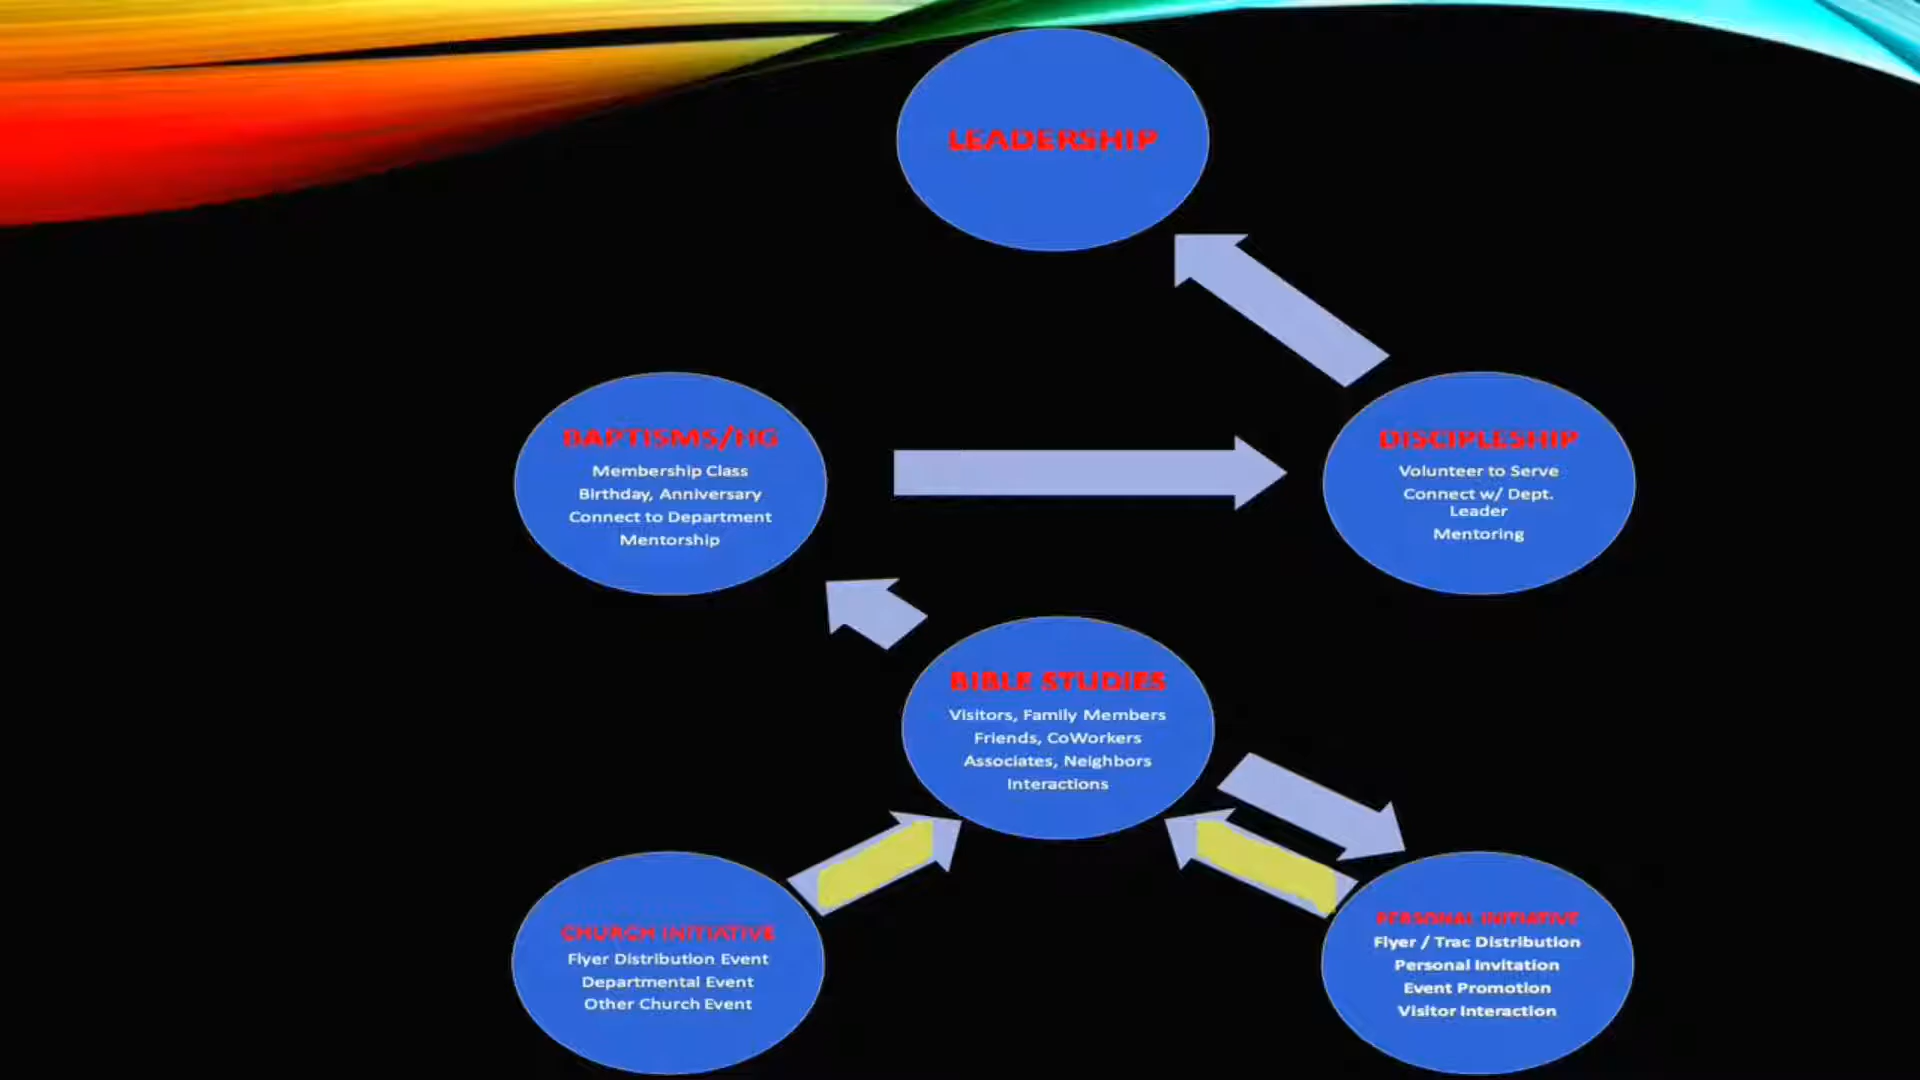 LEADERSHIP
BAPTISMS/HG
Membership Class
Birthday, Anniversary
Connect to Department
Mentorship
DISCIPLESHIP
Volunteer to Serve
Connect w/ Dept.
Leader
Mentoring
BIBLE STUDIES
Visitors, Family Members
Friends, CoWorkers
Associates, Neighbors
Interactions
CHURCH INITIATIVE
Flyer Distribution Event
Departmental Event
Other Church Event
PERSONAL INITIATIVE
Flyer / Trac Distribution
Personal Invitation
Event Promotion
Visitor Interaction